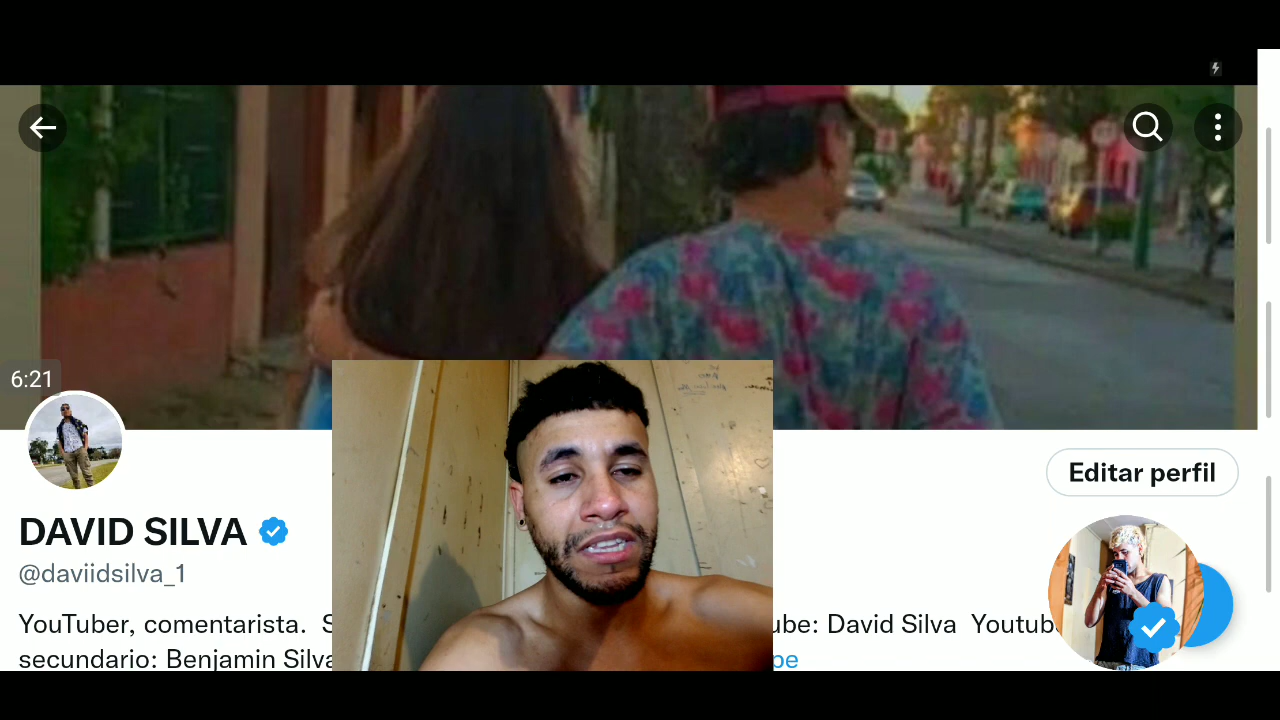 6:21
Editar perfil
DAVID SILVA
@daviidsilva_1
YouTuber, comentarista. S
ube: David Silva Youtub
secundario: Benjamin Silva
pe